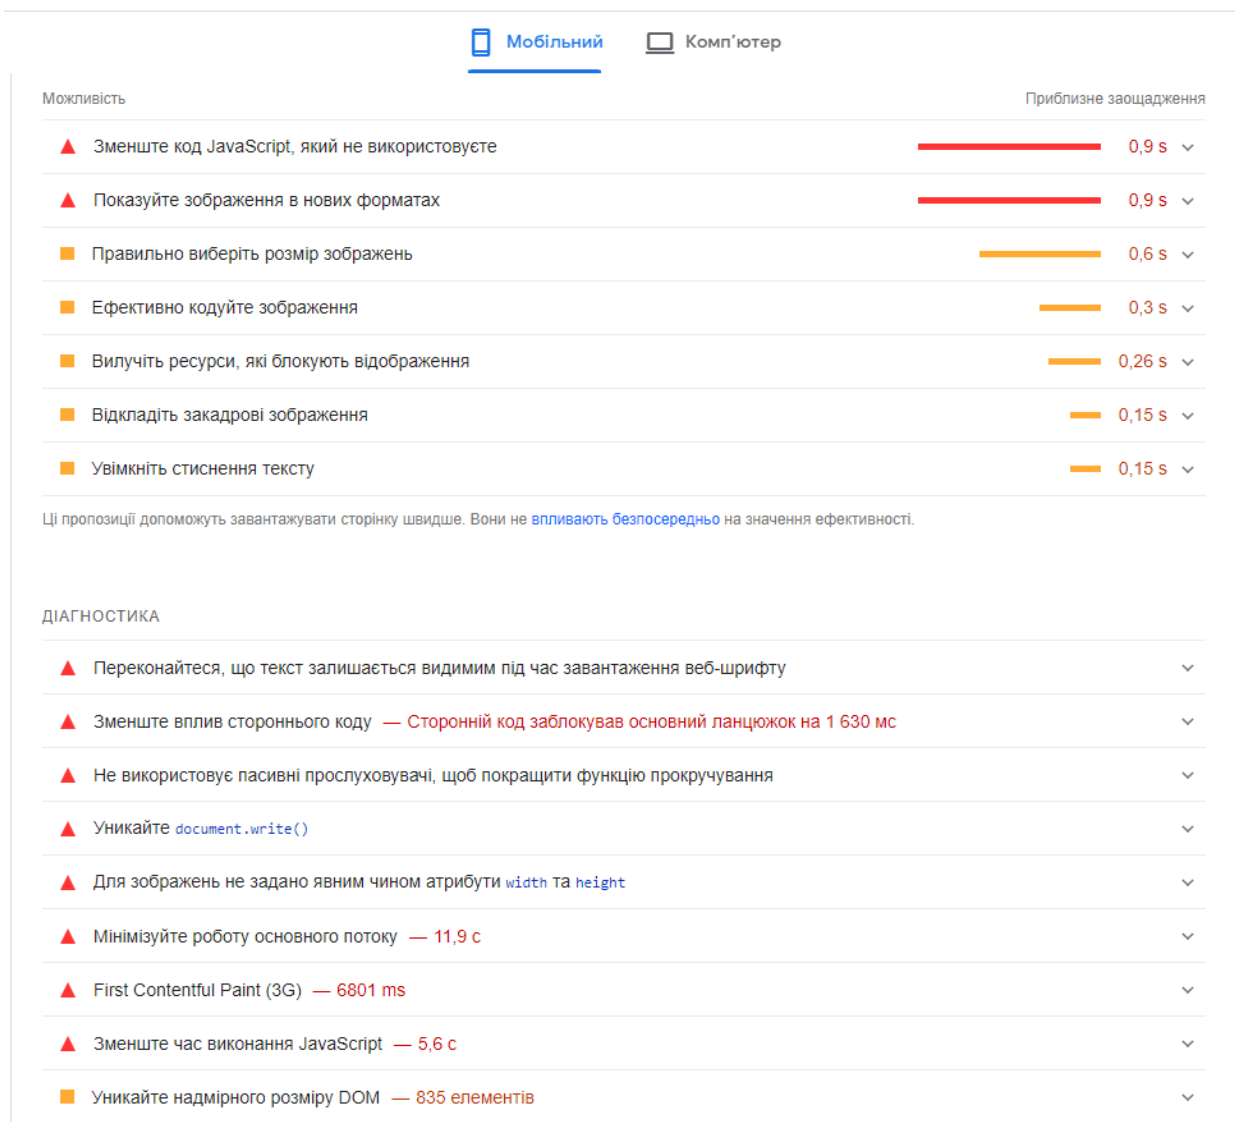 Мобільний Комп'ютер
Можливість Приблизне заощадження
Зменште код JavaScript, який не використовуєте 0,9 s
Показуйте зображення в нових форматах 0,9 s
Правильно виберіть розмір зображень 0,6 s
Ефективно кодуйте зображення 0,3 s
Вилучіть ресурси, які блокують відображення 0,26 s
Відкладіть закадрові зображення 0,15 s
Увімкніть стиснення тексту 0,15 s
Ці пропозиції допоможуть завантажувати сторінку швидше. Вони не впливають безпосередньо на значення ефективності.
ДІАГНОСТИКА
Переконайтеся, що текст залишається видимим під час завантаження веб-шрифту
Зменште вплив стороннього коду — Сторонній код заблокував основний ланцюжок на 1 630 мс
Не використовує пасивні прослуховувачі, щоб покращити функцію прокручування
Уникайте document.write()
Для зображень не задано явним чином атрибути width та height
Мінімізуйте роботу основного потоку — 11,9 с
First Contentful Paint (3G) — 6801 ms
Зменште час виконання JavaScript — 5,6 с
Уникайте надмірного розміру DOM — 835 елементів